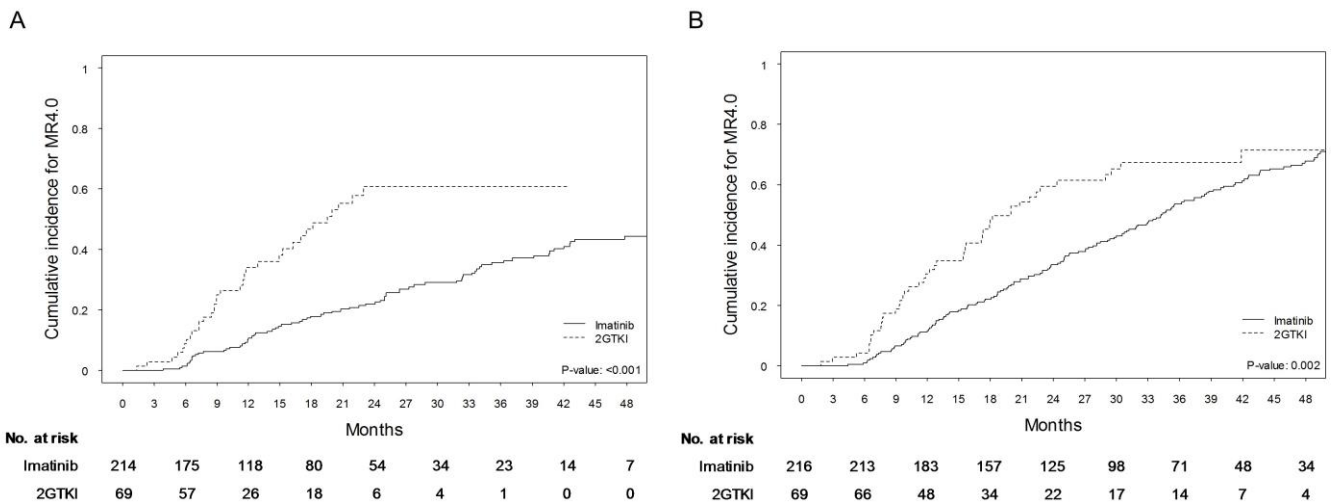 A
Cumulative incidence for MR4.0
1
0.8
0.6
0.4
0.2
0
Imatinib
2GTKI
P-value: <0.001
0 3 6 9 12 15 18 21 24 27 30 33 36 39 42 45 48
Months
No. at risk
Imatinib 214 175 118 80 54 34 23 14 7
2GTKI 69 57 26 18 6 4 1 0 0
B
Cumulative incidence for MR4.0
1
0.8
0.6
0.4
0.2
0
Imatinib
2GTKI
P-value: 0.002
0 3 6 9 12 15 18 21 24 27 30 33 36 39 42 45 48
Months
No. at risk
Imatinib 216 213 183 157 125 98 71 48 34
2GTKI 69 66 48 34 22 17 14 7 4